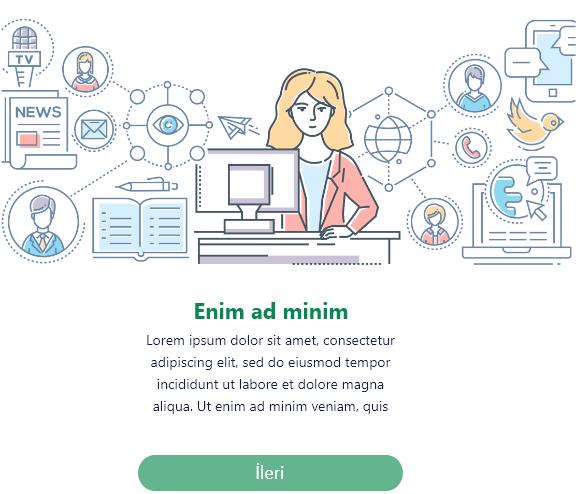 TV
NEWS
Enim ad minim
Lorem ipsum dolor sit amet, consectetur
adipiscing elit, sed do eiusmod tempor
incididunt ut labore et dolore magna
aliqua. Ut enim ad minim veniam, quis
İleri